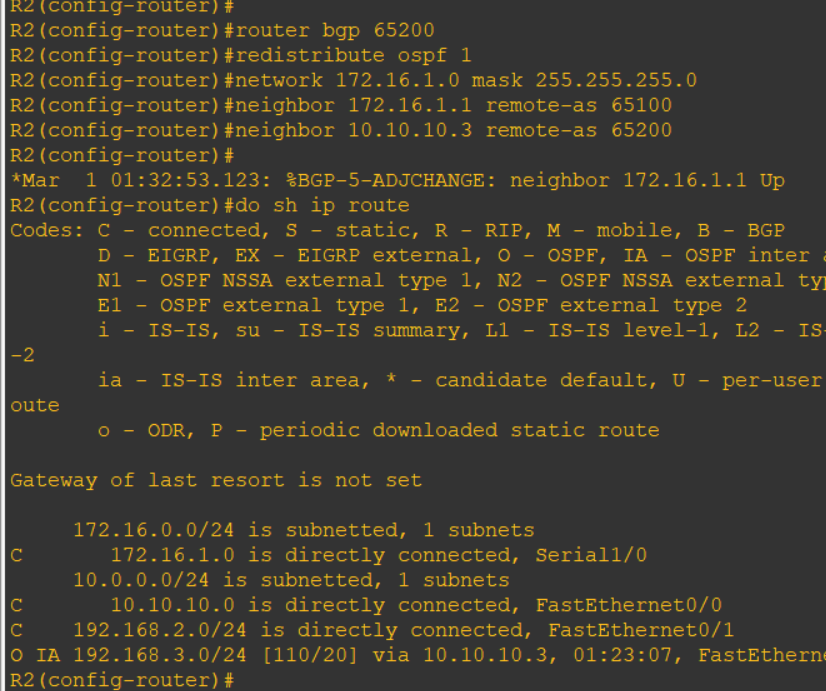 R2(config-router)#
R2(config-router)#router bgp 65200
R2(config-router)#redistribute ospf 1
R2(config-router)#network 172.16.1.0 mask 255.255.255.0
R2(config-router)#neighbor 172.16.1.1 remote-as 65100
R2(config-router)#neighbor 10.10.10.3 remote-as 65200
R2(config-router)#
*Mar  1 01:32:53.123: %BGP-5-ADJCHANGE: neighbor 172.16.1.1 Up
R2(config-router)#do sh ip route
Codes: C - connected, S - static, R - RIP, M - mobile, B - BGP
       D - EIGRP, EX - EIGRP external, O - OSPF, IA - OSPF inter
       N1 - OSPF NSSA external type 1, N2 - OSPF NSSA external typ
       E1 - OSPF external type 1, E2 - OSPF external type 2
       i - IS-IS, su - IS-IS summary, L1 - IS-IS level-1, L2 - IS-
-2
       ia - IS-IS inter area, * - candidate default, U - per-user
oute
       o - ODR, P - periodic downloaded static route
Gateway of last resort is not set
     172.16.0.0/24 is subnetted, 1 subnets
C       172.16.1.0 is directly connected, Serial1/0
     10.0.0.0/24 is subnetted, 1 subnets
C       10.10.10.0 is directly connected, FastEthernet0/0
C    192.168.2.0/24 is directly connected, FastEthernet0/1
O IA 192.168.3.0/24 [110/20] via 10.10.10.3, 01:23:07, FastEtherne
R2(config-router)#